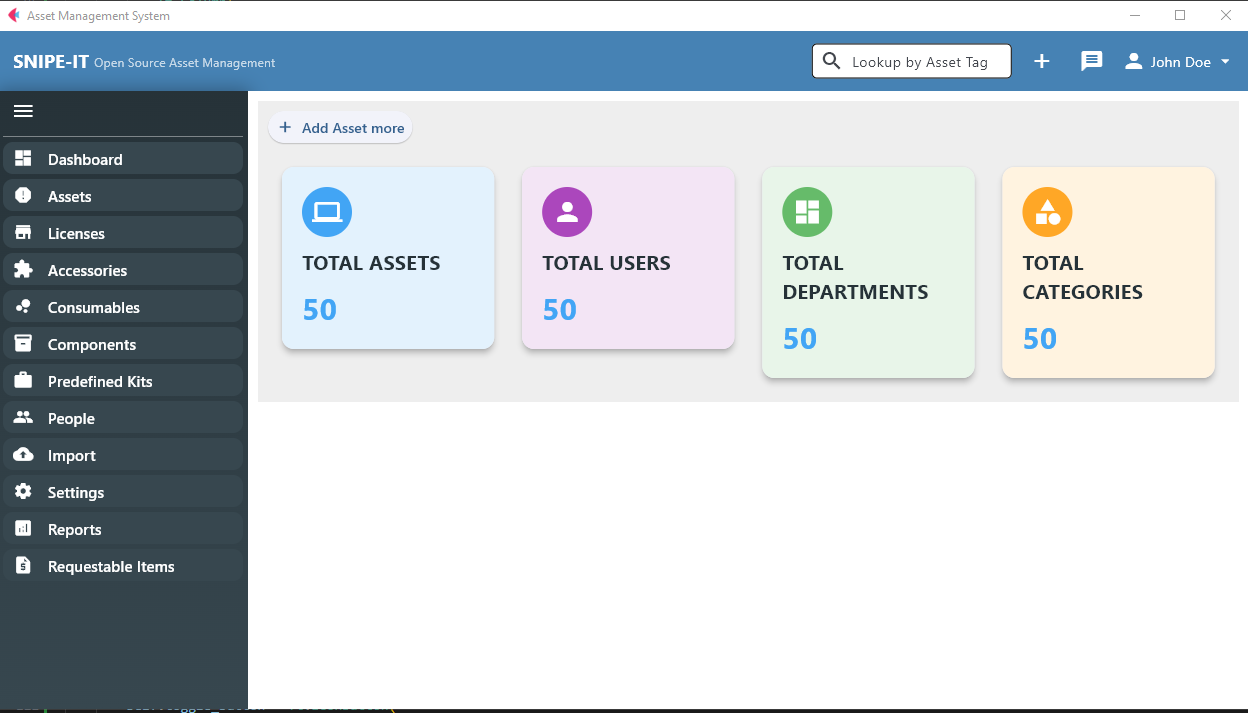 Asset Management System
SNIPE-IT Open Source Asset Management
Lookup by Asset Tag
John Doe
Dashboard
Assets
Licenses
Accessories
Consumables
Components
Predefined Kits
People
Import
Settings
Reports
Requestable Items
Add Asset more
TOTAL ASSETS
50
TOTAL USERS
50
TOTAL
DEPARTMENTS
50
TOTAL
CATEGORIES
50